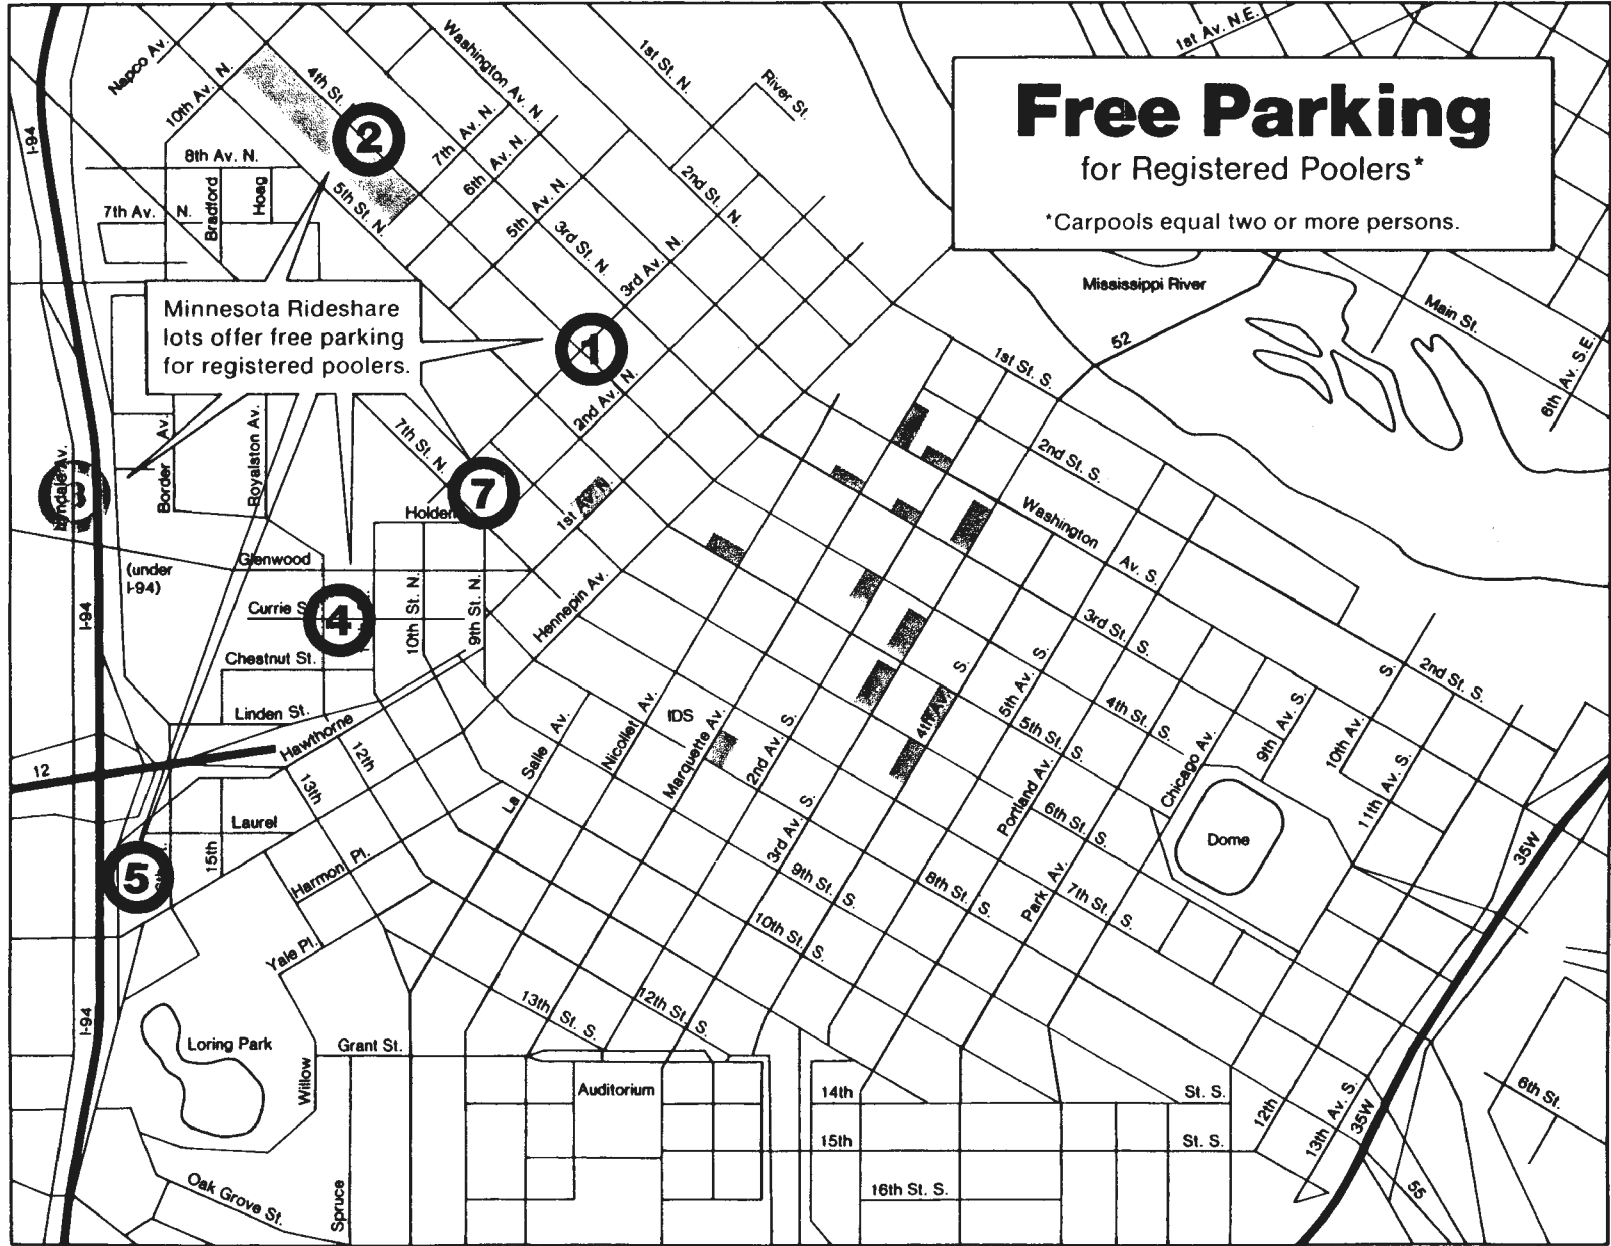 Free Parking
for Registered Poolers*
*Carpools equal two or more persons.
Minnesota Rideshare
lots offer free parking
for registered poolers.
1
2
3
4
5
7
Napco Av.
10th Av. N.
4th St.
Washington Av. N.
1st St. N.
River St.
1st Av. N.E.
I-94
8th Av. N.
7th Av. N.
Bradford
Hoag
5th St. N.
7th Av. N.
6th Av. N.
5th Av. N.
3rd St. N.
2nd St. N.
3rd Av. N.
2nd Av. N.
Mississippi River
52
Main St.
6th Av. S.E.
1st St. S.
2nd St. S.
Washington Av. S.
7th St. N.
Border Av.
Royalston Av.
Holden
1st Av. N.
Glenwood
(under
I-94)
I-94
Currie
10th St. N.
9th St. N.
Hennepin Av.
Chestnut St.
Linden St.
Hawthorne
12
12th
13th
Laurel
15th
Harmon Pl.
Yale Pl.
La Salle Av.
Nicollet Av.
IDS
Marquette Av.
2nd Av. S.
3rd Av. S.
4th Av. S.
5th Av. S.
Portland Av.
Park Av.
Chicago Av.
9th Av. S.
10th Av. S.
11th Av. S.
3rd St. S.
2nd St. S.
4th St. S.
5th St. S.
6th St. S.
7th St. S.
8th St. S.
9th St. S.
10th St. S.
12th St. S.
13th St. S.
Dome
35W
I-94
Loring Park
Willow
Grant St.
Auditorium
14th St. S.
15th St. S.
16th St. S.
12th
13th Av. S.
35W
55
6th St.
Oak Grove St.
Spruce